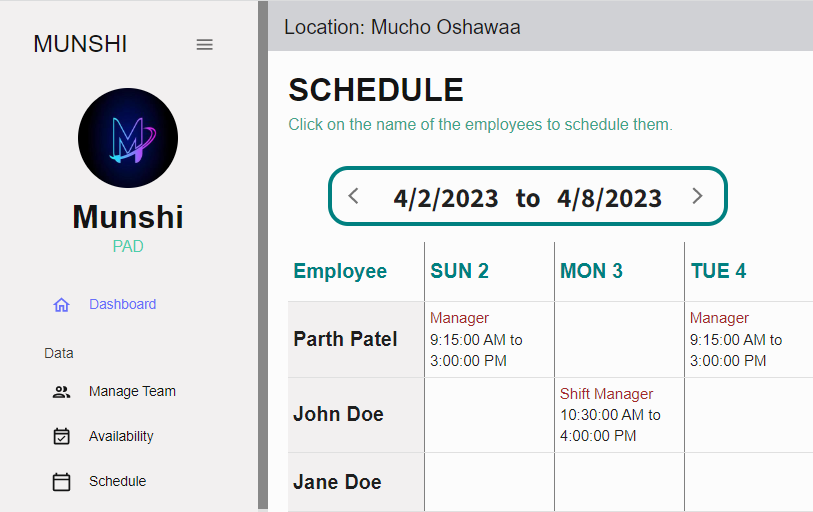 MUNSHI
Munshi
PAD
Dashboard
Data
Manage Team
Availability
Schedule
Location: Mucho Oshawaa
SCHEDULE
Click on the name of the employees to schedule them.
4/2/2023 to 4/8/2023
Employee SUN 2 MON 3 TUE 4
Parth Patel
Manager
9:15:00 AM to
3:00:00 PM
Manager
9:15:00 AM to
3:00:00 PM
John Doe
Shift Manager
10:30:00 AM to
4:00:00 PM
Jane Doe